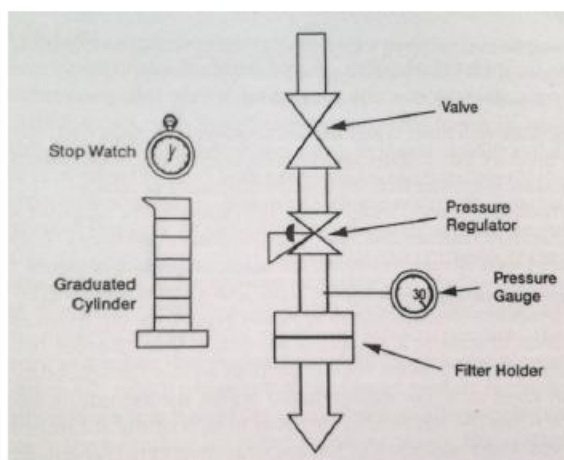 Valve
Stop Watch
Pressure
Regulator
Graduated
Cylinder
Pressure
Gauge
30
Filter Holder